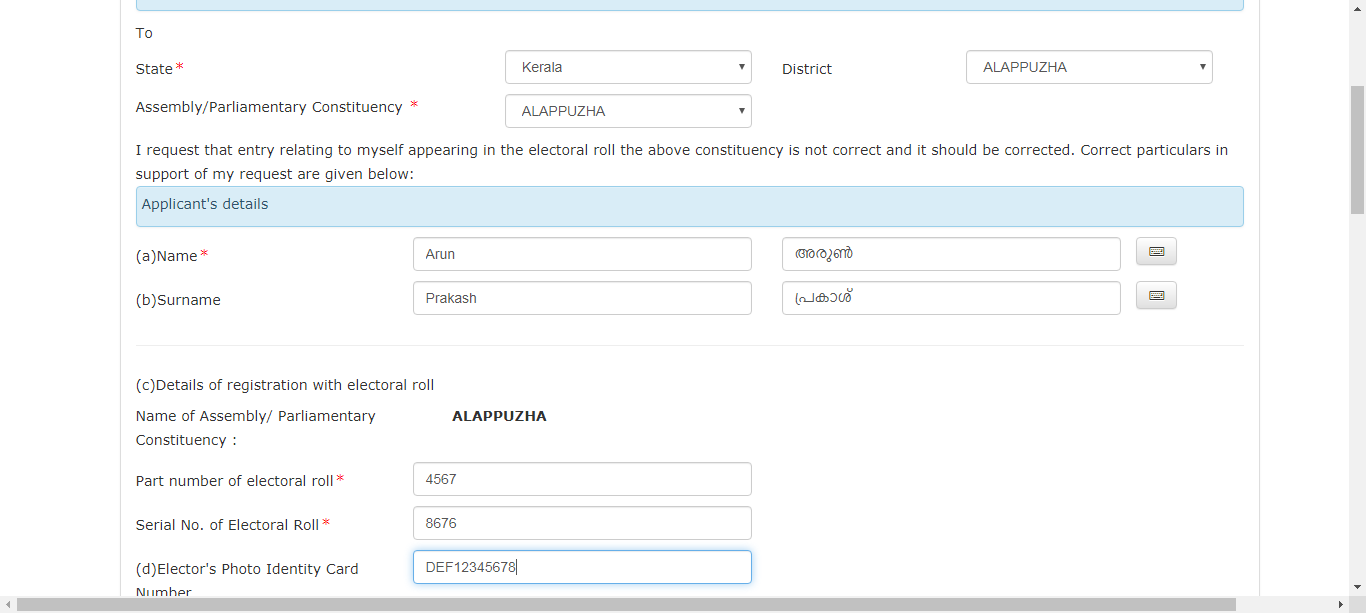 To
State* Kerala District ALAPPUZHA
Assembly/Parliamentary Constituency * ALAPPUZHA
I request that entry relating to myself appearing in the electoral roll the above constituency is not correct and it should be corrected. Correct particulars in
support of my request are given below:
Applicant's details
(a)Name* Arun അരുൺ
(b)Surname Prakash പ്രകാശ്
(c)Details of registration with electoral roll
Name of Assembly/ Parliamentary ALAPPUZHA
Constituency :
Part number of electoral roll* 4567
Serial No. of Electoral Roll* 8676
(d)Elector's Photo Identity Card DEF12345678
Number